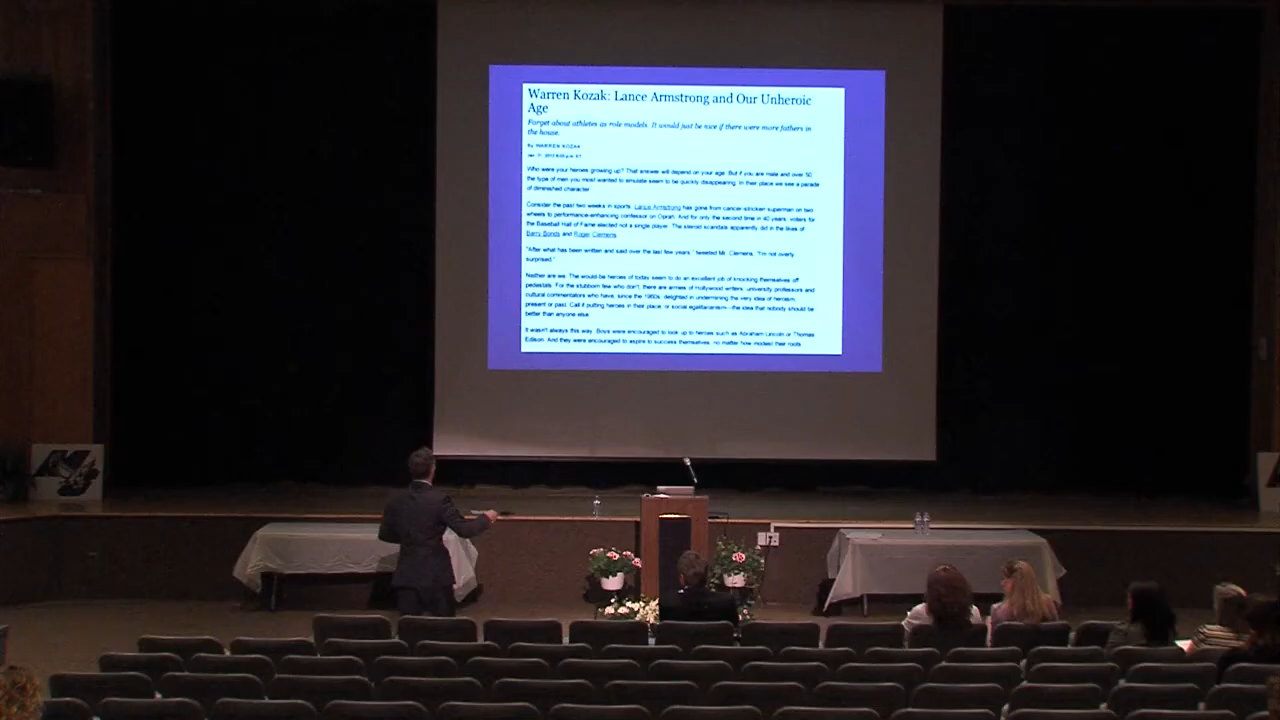 Warren Kozak: Lance Armstrong and Our Unheroic
Age
Forget about athletes as role models. It would just be nice if there were more fathers in
the house.
By WARREN KOZAK
Who were your heroes growing up? That answer will depend on your age. But if you are male and over 50,
the type of men you most wanted to emulate seem to be quickly disappearing. In their place we see a parade
of diminished character.
Consider the past two weeks in sports. Lance Armstrong has gone from cancer-stricken superman on two
wheels to performance-enhancing confessor on Oprah. And for only the second time in 40 years, voters for
the Baseball Hall of Fame elected not a single player. The steroid scandals apparently did in the likes of
Barry Bonds and Roger Clemens.
"After what has been written and said over the last few years," tweeted Mr. Clemens, "I'm not overly
surprised."
Neither are we. The would-be heroes of today seem to do an excellent job of knocking themselves off
pedestals. For the stubborn few who don't, there are armies of Hollywood writers, university professors and
cultural commentators who have, since the 1960s, delighted in undermining the very idea of heroism,
present or past. Call it putting heroes in their place, or social egalitarianism—the idea that nobody should be
better than anyone else.
It wasn't always this way. Boys were encouraged to look up to heroes such as Abraham Lincoln or Thomas
Edison. And they were encouraged to aspire to success themselves, no matter how modest their roots